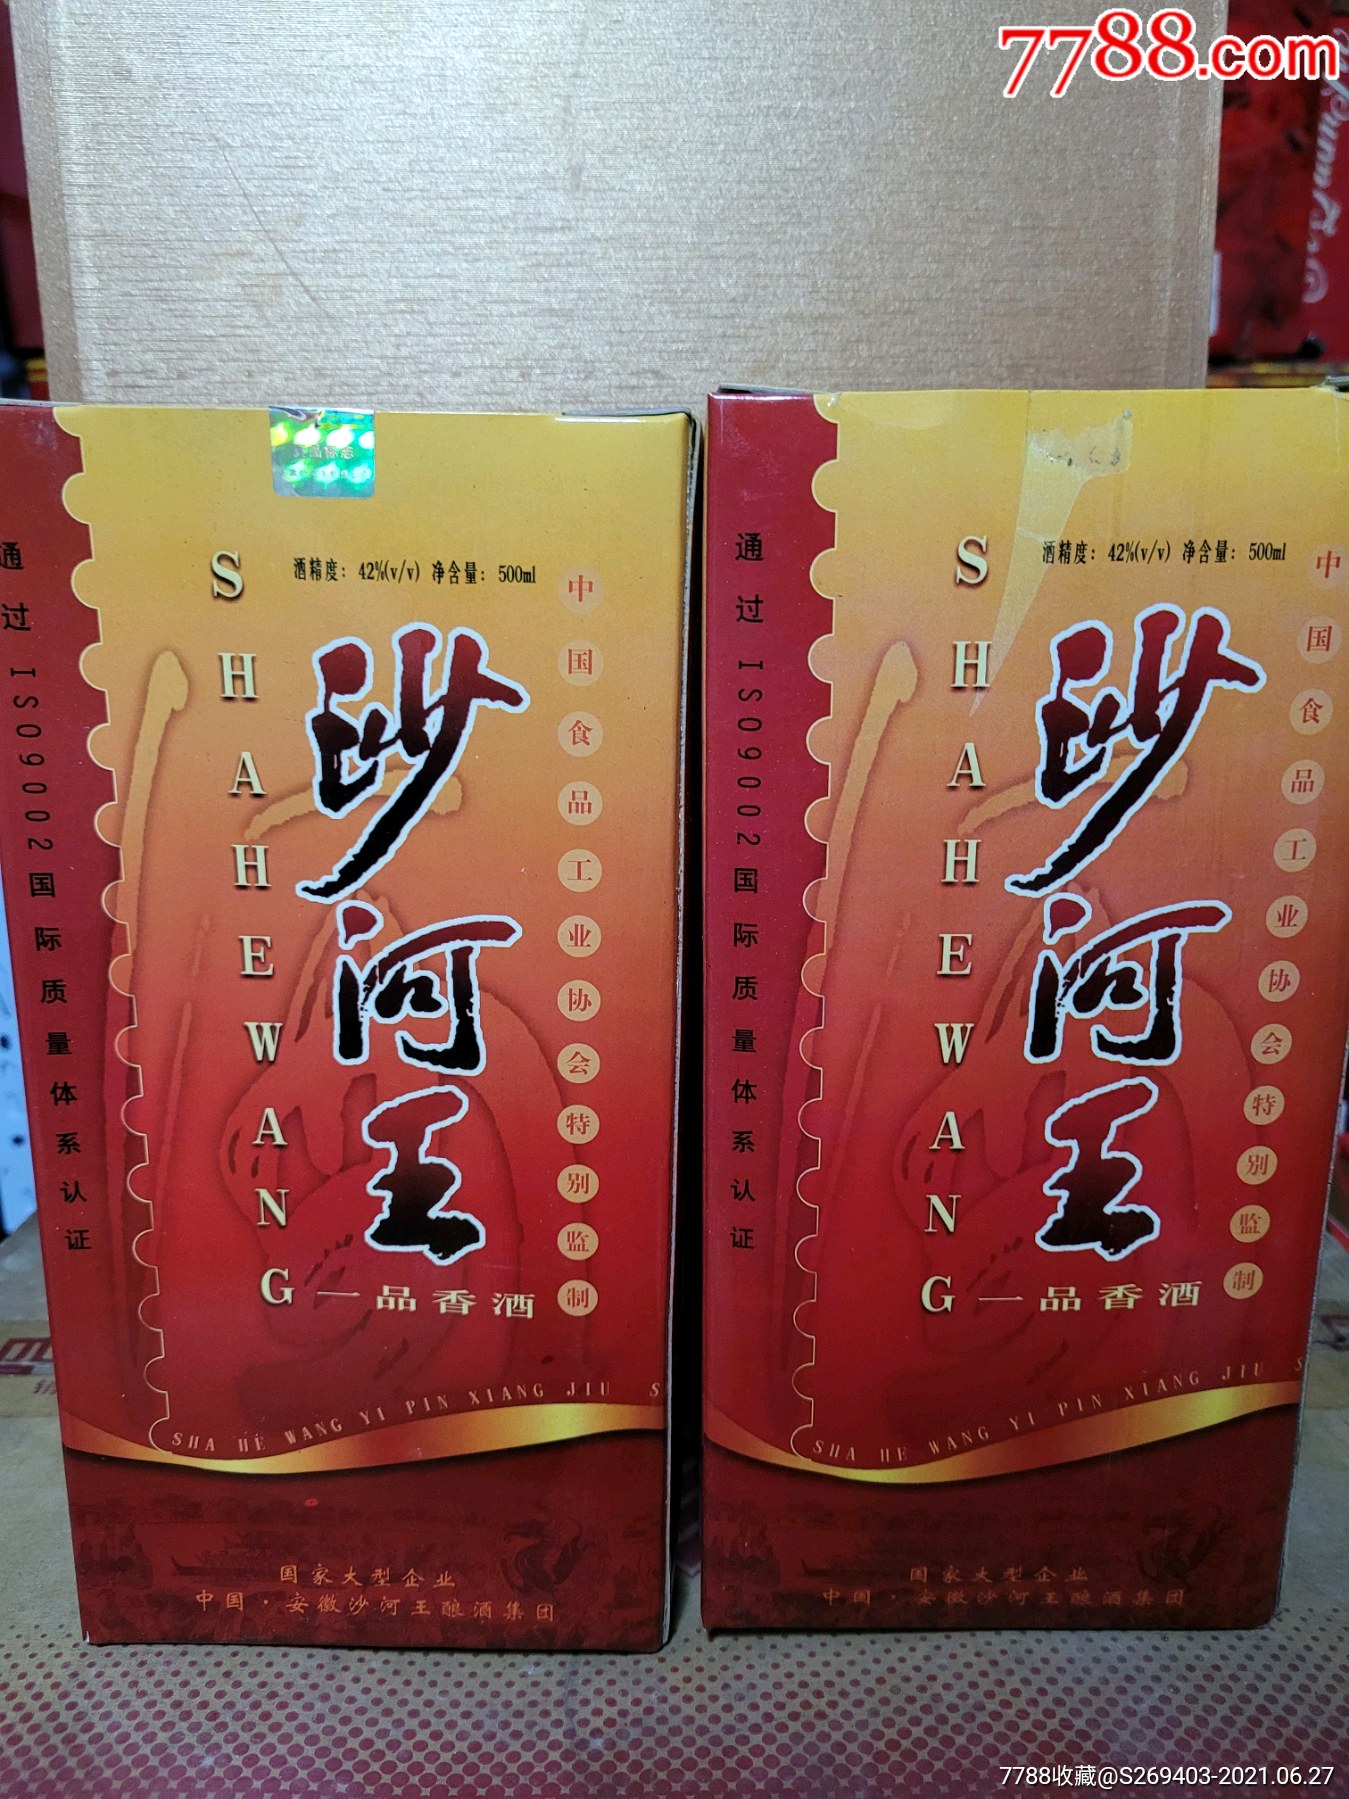 7788.com
通过ISO9002国际质量体系认证
SHAHEWANG
酒精度：42%(v/v) 净含量：500ml
沙河王
一品香酒
中国食品工业协会特别监制
SHA HE WANG YI PIN XIANG JIU S
国家大型企业
中国·安徽沙河王酿酒集团
通过ISO9002国际质量体系认证
SHAHEWANG
酒精度：42%(v/v) 净含量：500ml
沙河王
一品香酒
中国食品工业协会特别监制
SHA HE WANG YI PIN XIANG JIU S
国家大型企业
中国·安徽沙河王酿酒集团
7788收藏@S269403-2021.06.27